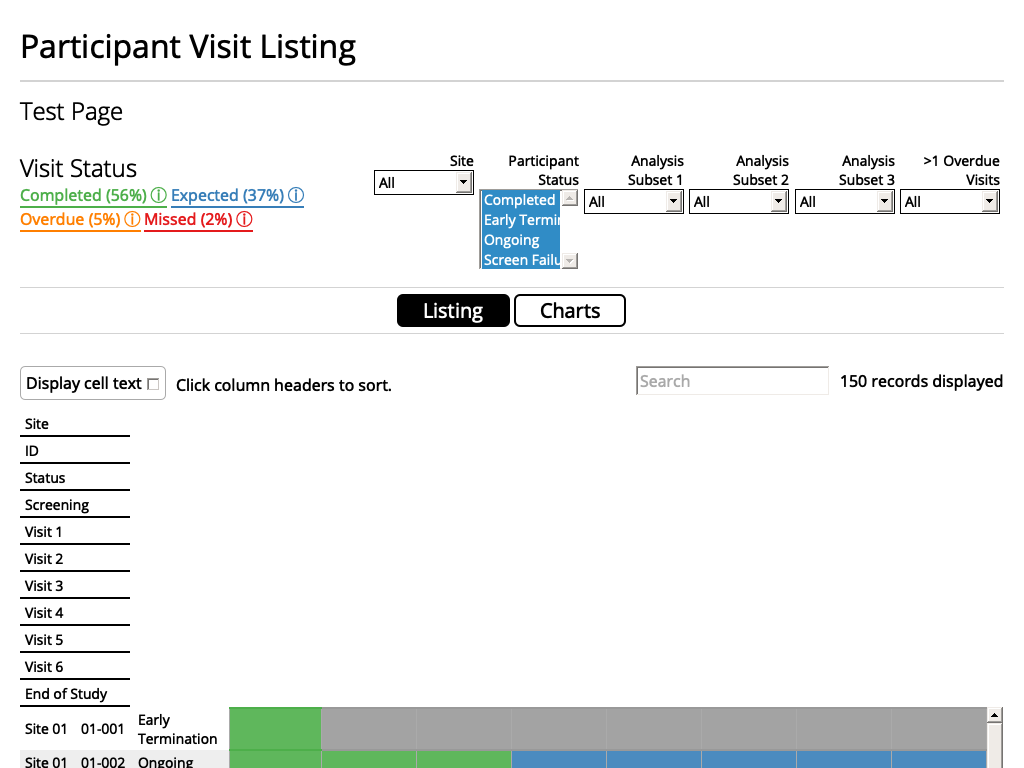 Participant Visit Listing
Test Page
Visit Status
Completed (56%) ⓘ Expected (37%) ⓘ
Overdue (5%) ⓘ Missed (2%) ⓘ
Site
All
Participant
Status
Completed
Early Termin
Ongoing
Screen Failu
Analysis
Subset 1
All
Analysis
Subset 2
All
Analysis
Subset 3
All
>1 Overdue
Visits
All
Listing
Charts
Display cell text
Click column headers to sort.
Search
150 records displayed
Site
ID
Status
Screening
Visit 1
Visit 2
Visit 3
Visit 4
Visit 5
Visit 6
End of Study
Site 01 01-001 Early
Termination
Site 01 01-002 Ongoing